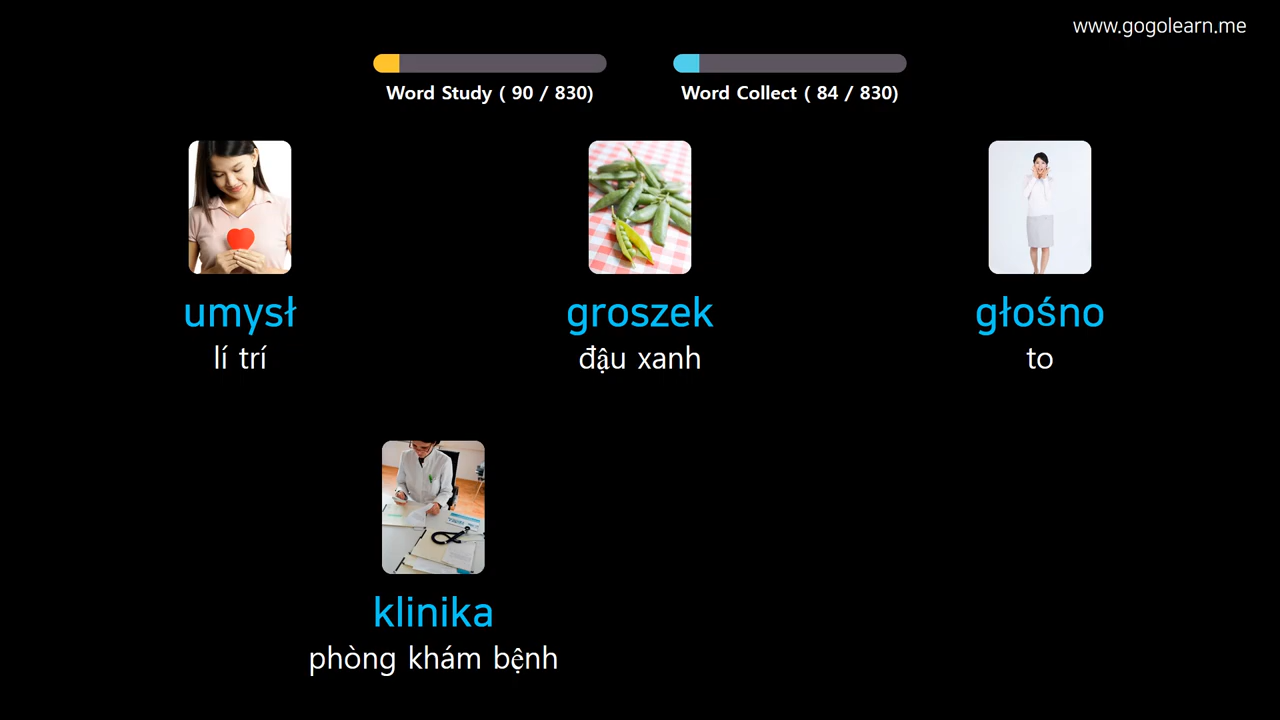 www.gogolearn.me
Word Study ( 90 / 830)
Word Collect ( 84 / 830)
umysł
lí trí
groszek
đậu xanh
głośno
to
klinika
phòng khám bệnh